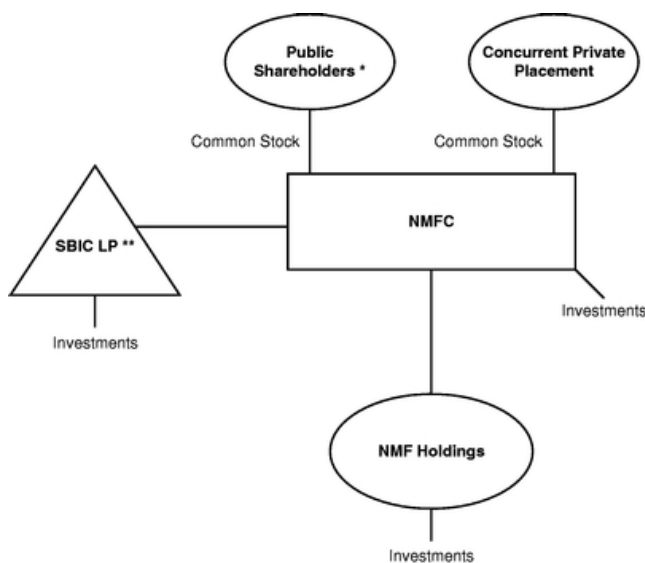 Public
Shareholders *
Concurrent Private
Placement
Common Stock
Common Stock
NMFC
SBIC LP **
Investments
Investments
NMF Holdings
Investments